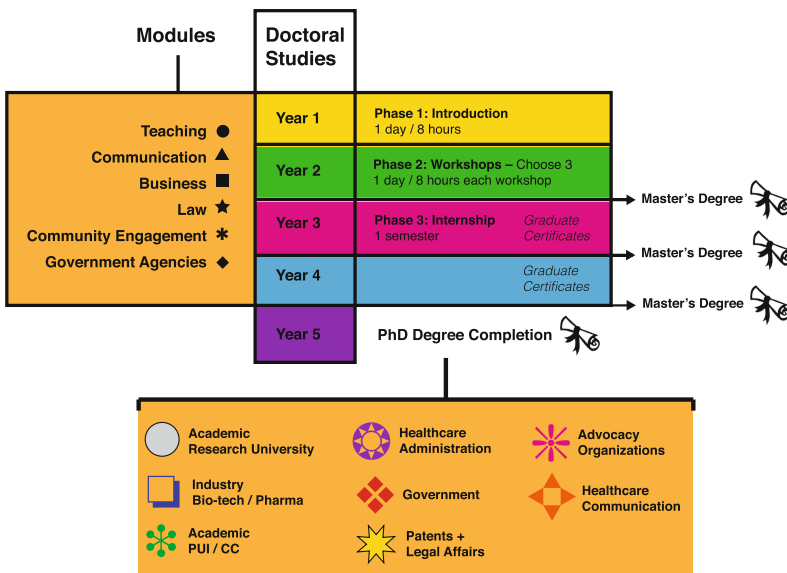 Modules
Doctoral
Studies
Teaching
Communication
Business
Law
Community Engagement
Government Agencies
Year 1
Phase 1: Introduction
1 day / 8 hours
Year 2
Phase 2: Workshops – Choose 3
1 day / 8 hours each workshop
Master's Degree
Year 3
Phase 3: Internship
1 semester
Graduate
Certificates
Master's Degree
Year 4
Graduate
Certificates
Master's Degree
Year 5
PhD Degree Completion
Academic
Research University
Healthcare
Administration
Advocacy
Organizations
Industry
Bio-tech / Pharma
Government
Healthcare
Communication
Academic
PUI / CC
Patents +
Legal Affairs